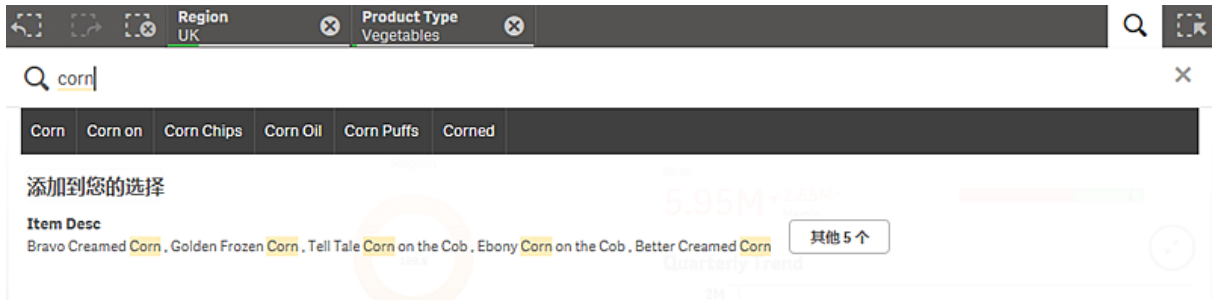 Region
UK
Product Type
Vegetables
corn
Corn Corn on Corn Chips Corn Oil Corn Puffs Corned
添加到您的选择
Item Desc
Bravo Creamed Corn , Golden Frozen Corn , Tell Tale Corn on the Cob , Ebony Corn on the Cob , Better Creamed Corn 其他 5 个
5.95M
Quarterly Trend
2M